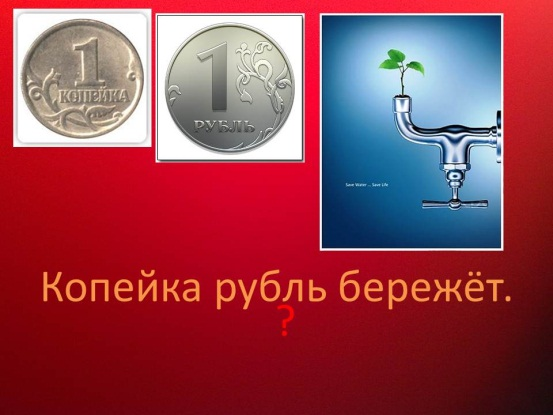 1
КОПЕЙКА
1
РУБЛЬ
Save Water ... Save Life
Копейка рубль бережёт.
?